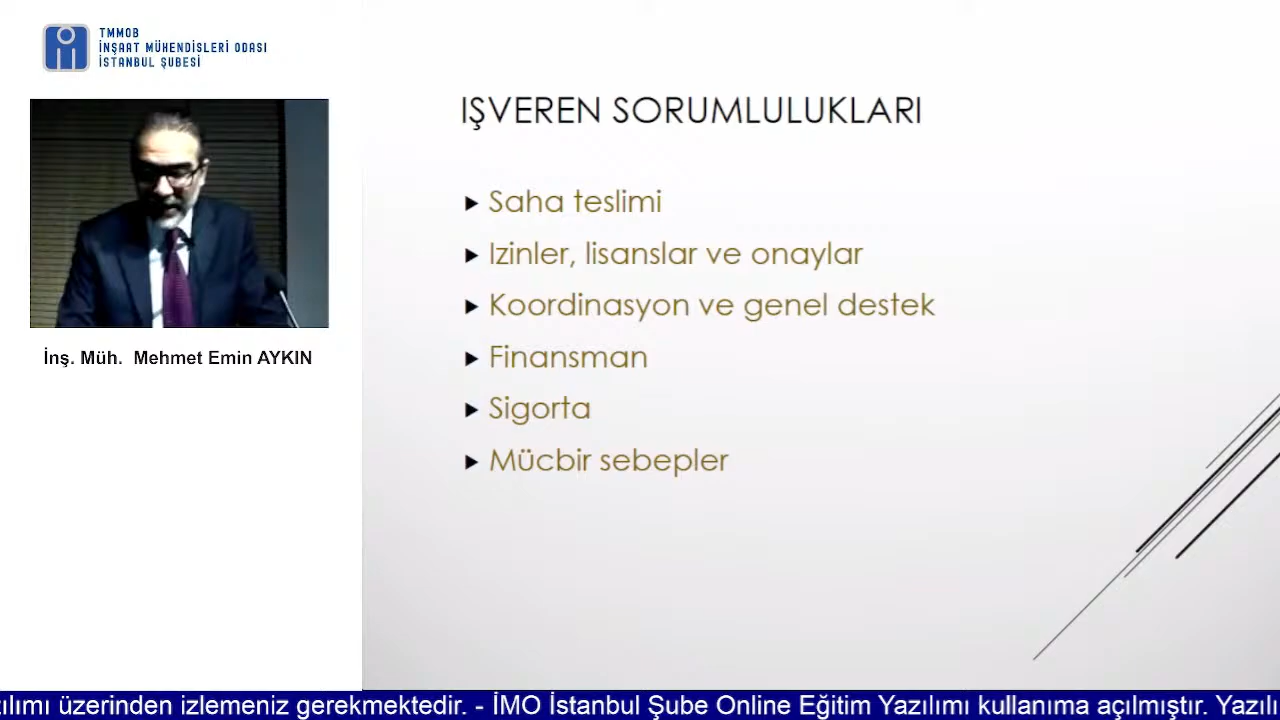 TMMOB
İNŞAAT MÜHENDİSLERİ ODASI
İSTANBUL ŞUBESİ
İnş. Müh. Mehmet Emin AYKIN
IŞVEREN SORUMLULUKLARI
Saha teslimi
Izinler, lisanslar ve onaylar
Koordinasyon ve genel destek
Finansman
Sigorta
Mücbir sebepler
üzerinden izlemeniz gerekmektedir. - İMO İstanbul Şube Online Eğitim Yazılımı kullanıma açılmıştır.